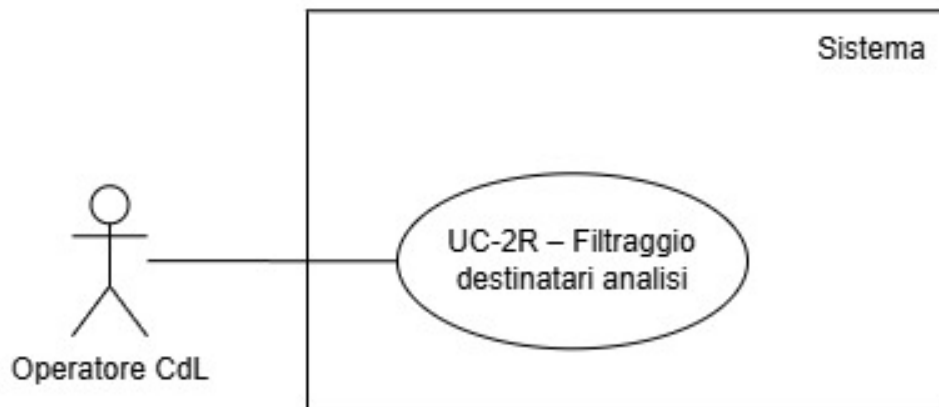 Sistema
UC-2R – Filtraggio
destinatari analisi
Operatore CdL